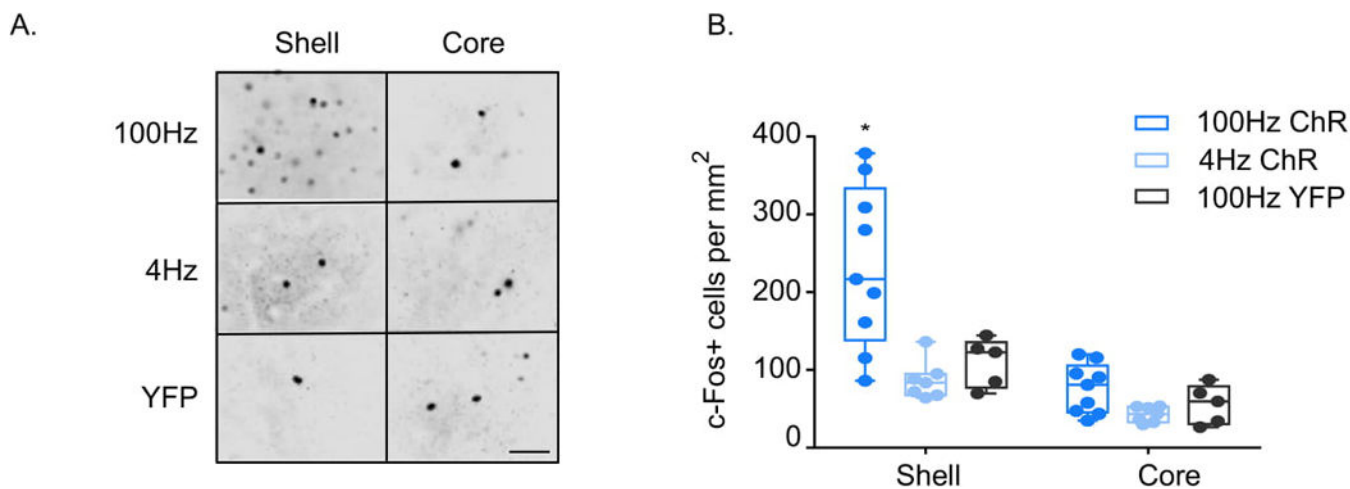 A.
Shell Core
100Hz
4Hz
YFP
B.
c-Fos+ cells per mm2
400
300
200
100
0
*
100Hz ChR
4Hz ChR
100Hz YFP
Shell Core